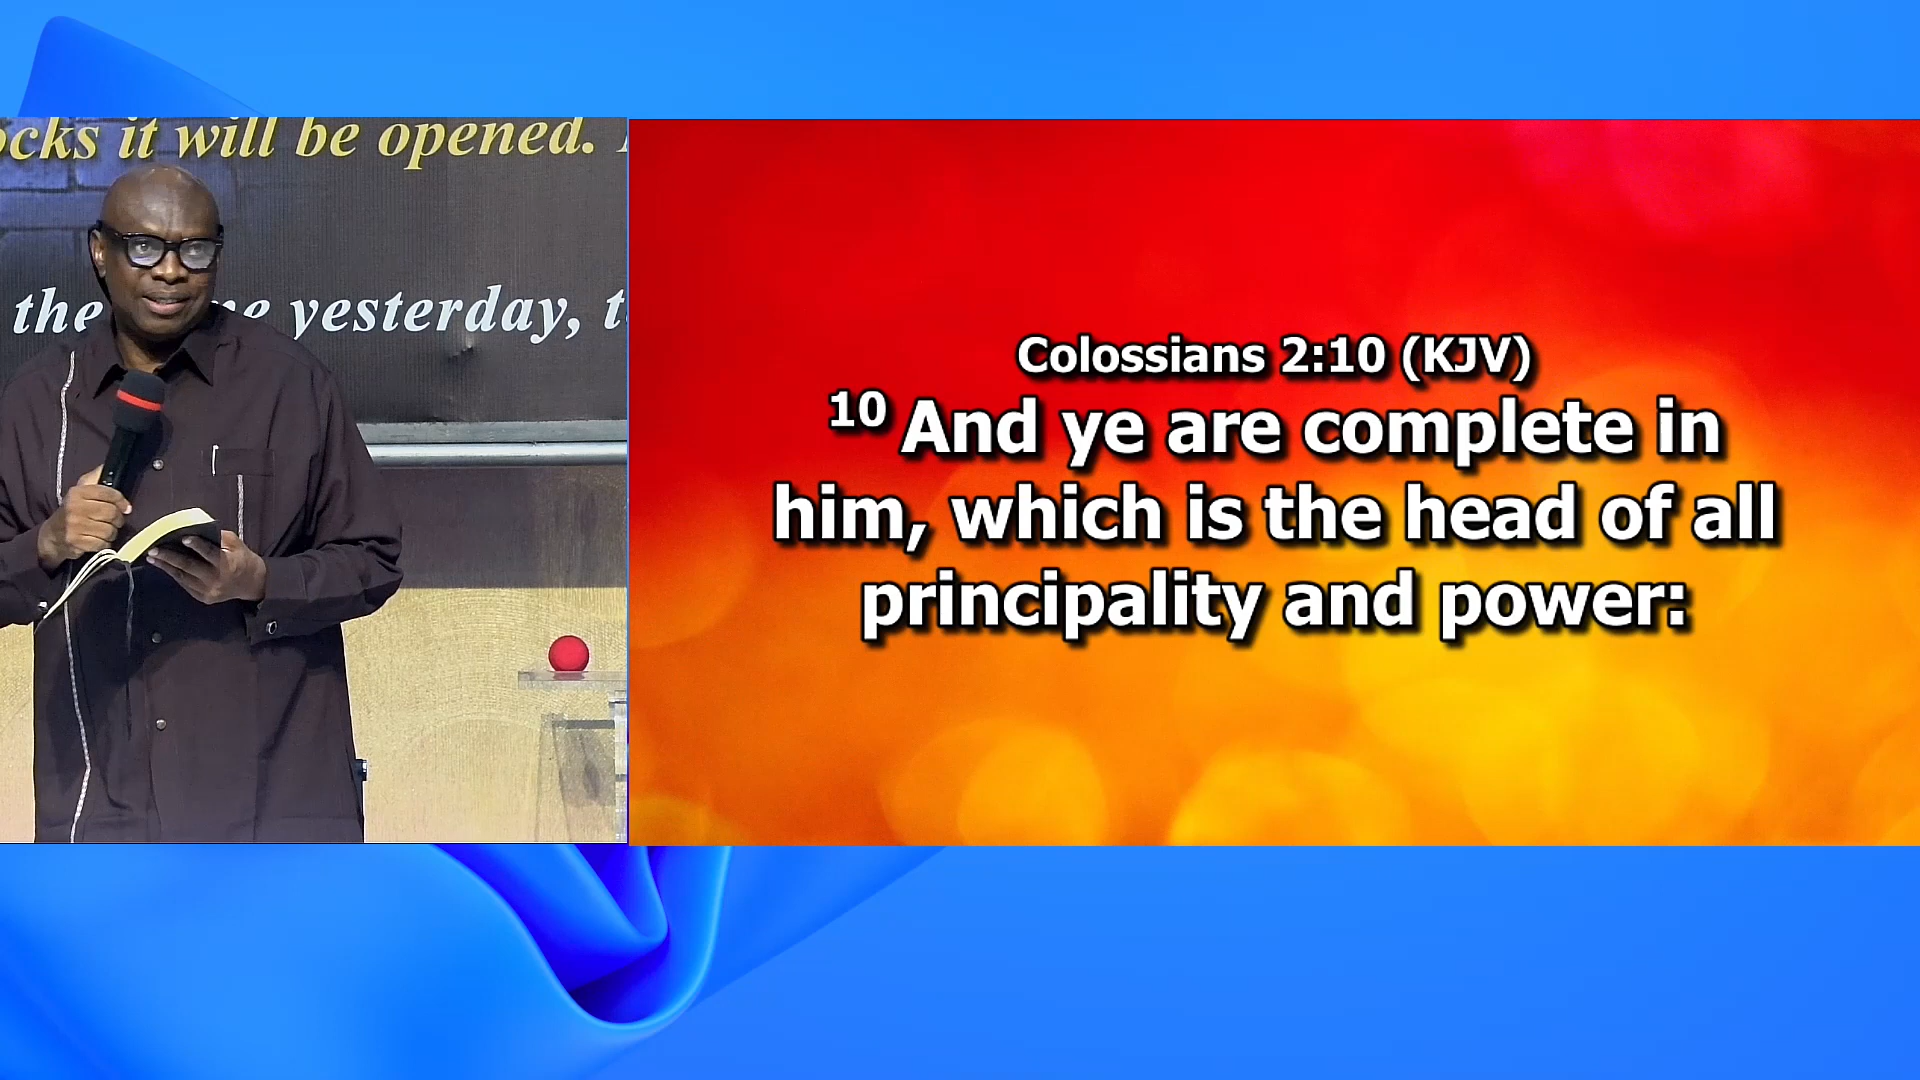 ocks it will be opened.
the yesterday,
Colossians 2:10 (KJV)
10 And ye are complete in
him, which is the head of all
principality and power: